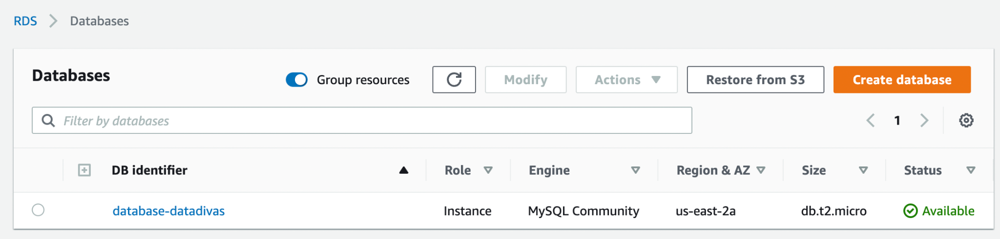 RDS > Databases
Databases
Group resources
Modify
Actions
Restore from S3
Create database
Filter by databases
1
DB identifier Role Engine Region & AZ Size Status
database-datadivas Instance MySQL Community us-east-2a db.t2.micro Available